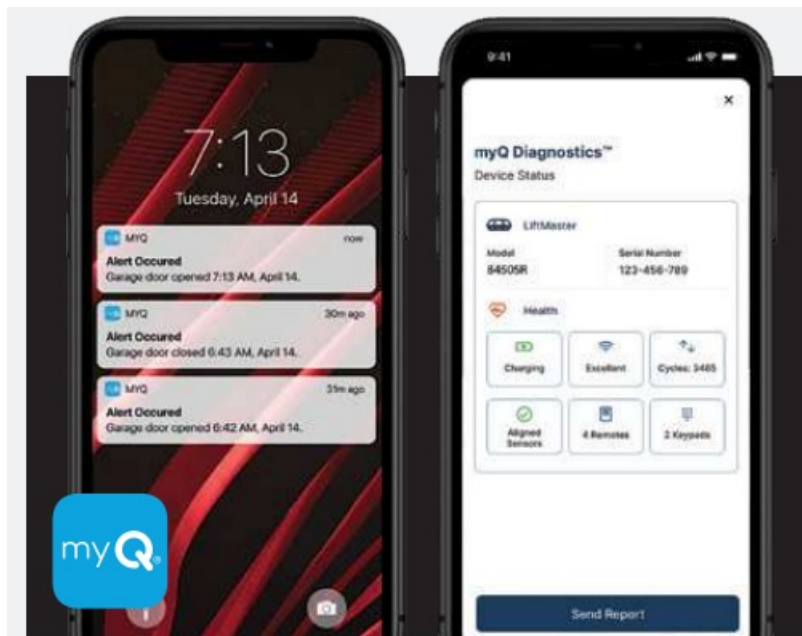 7:13
Tuesday, April 14
MYQ
now
Alert Occured
Garage door opened 7:13 AM, April 14.
MYQ
30m ago
Alert Occured
Garage door closed 6:43 AM, April 14.
MYQ
31m ago
Alert Occured
Garage door opened 6:42 AM, April 14.
myQ®
9:41
×
myQ Diagnostics™
Device Status
LiftMaster
Model
Serial Number
84505R
123-456-789
Health
Charging
Excellent
Cycles: 3465
Aligned
Sensors
4 Remotes
2 Keypads
Send Report